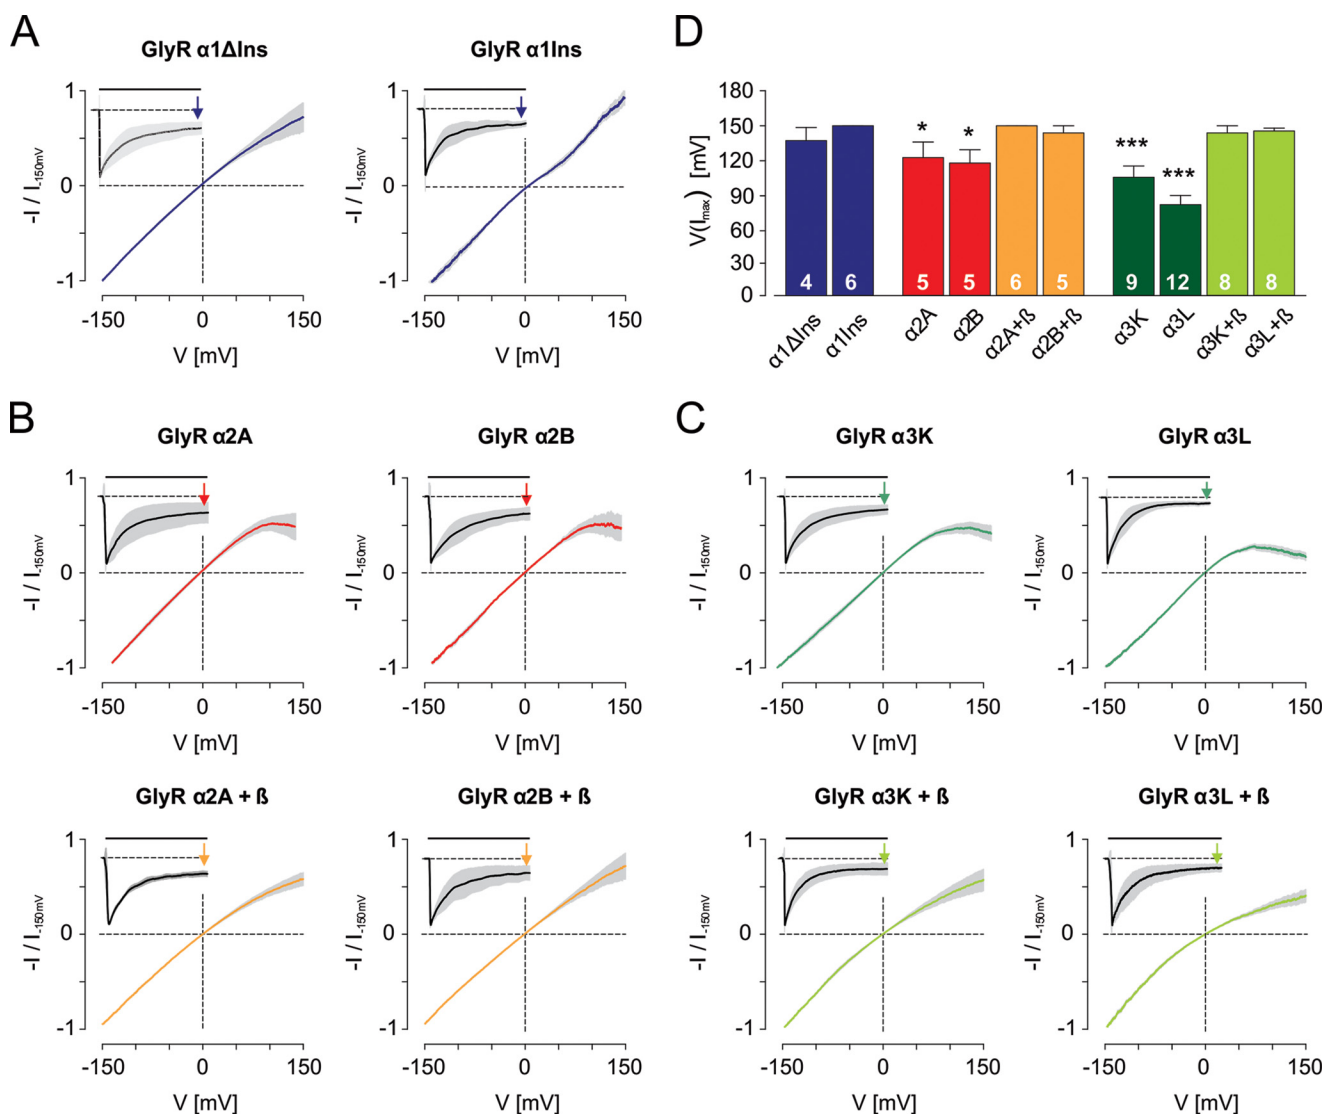 A
GlyR α1ΔIns
1
0
-1
-I / I-150mV
-150 0 150
V [mV]
GlyR α1Ins
1
0
-1
-I / I-150mV
-150 0 150
V [mV]
D
180
150
120
90
60
30
0
V(Imax) [mV]
* * *** ***
4 6 5 5 6 5 9 12 8 8
α1ΔIns α1Ins α2A α2B α2A+ß α2B+ß α3K α3L α3K+ß α3L+ß
B
GlyR α2A
1
0
-1
-I / I-150mV
-150 0 150
V [mV]
GlyR α2B
1
0
-1
-I / I-150mV
-150 0 150
V [mV]
GlyR α2A + ß
1
0
-1
-I / I-150mV
-150 0 150
V [mV]
GlyR α2B + ß
1
0
-1
-I / I-150mV
-150 0 150
V [mV]
C
GlyR α3K
1
0
-1
-I / I-150mV
-150 0 150
V [mV]
GlyR α3L
1
0
-1
-I / I-150mV
-150 0 150
V [mV]
GlyR α3K + ß
1
0
-1
-I / I-150mV
-150 0 150
V [mV]
GlyR α3L + ß
1
0
-1
-I / I-150mV
-150 0 150
V [mV]